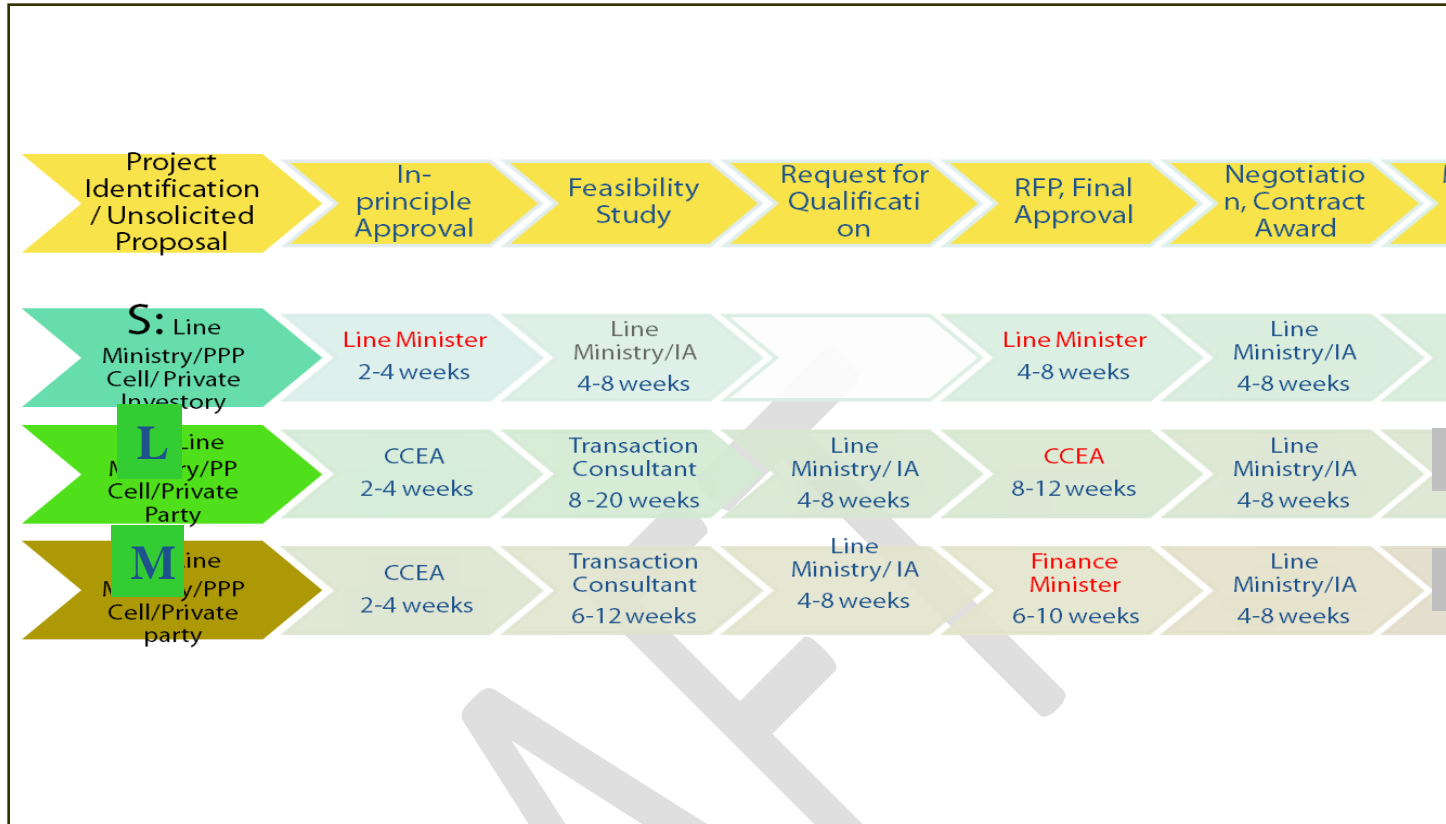 Project
Identification
/ Unsolicited
Proposal
In-
principle
Approval
Feasibility
Study
Request for
Qualificati
on
RFP, Final
Approval
Negotiatio
n, Contract
Award
S: Line
Ministry/PPP
Cell/ Private
Investory
Line Minister
2-4 weeks
Line
Ministry/IA
4-8 weeks
Line Minister
4-8 weeks
Line
Ministry/IA
4-8 weeks
L Line
Cell/Private
Party
CCEA
2-4 weeks
Transaction
Consultant
8 -20 weeks
Line
Ministry/ IA
4-8 weeks
CCEA
8-12 weeks
Line
Ministry/IA
4-8 weeks
M
Cell/Private
party
CCEA
2-4 weeks
Transaction
Consultant
6-12 weeks
Line
Ministry/ IA
4-8 weeks
Finance
Minister
6-10 weeks
Line
Ministry/IA
4-8 weeks